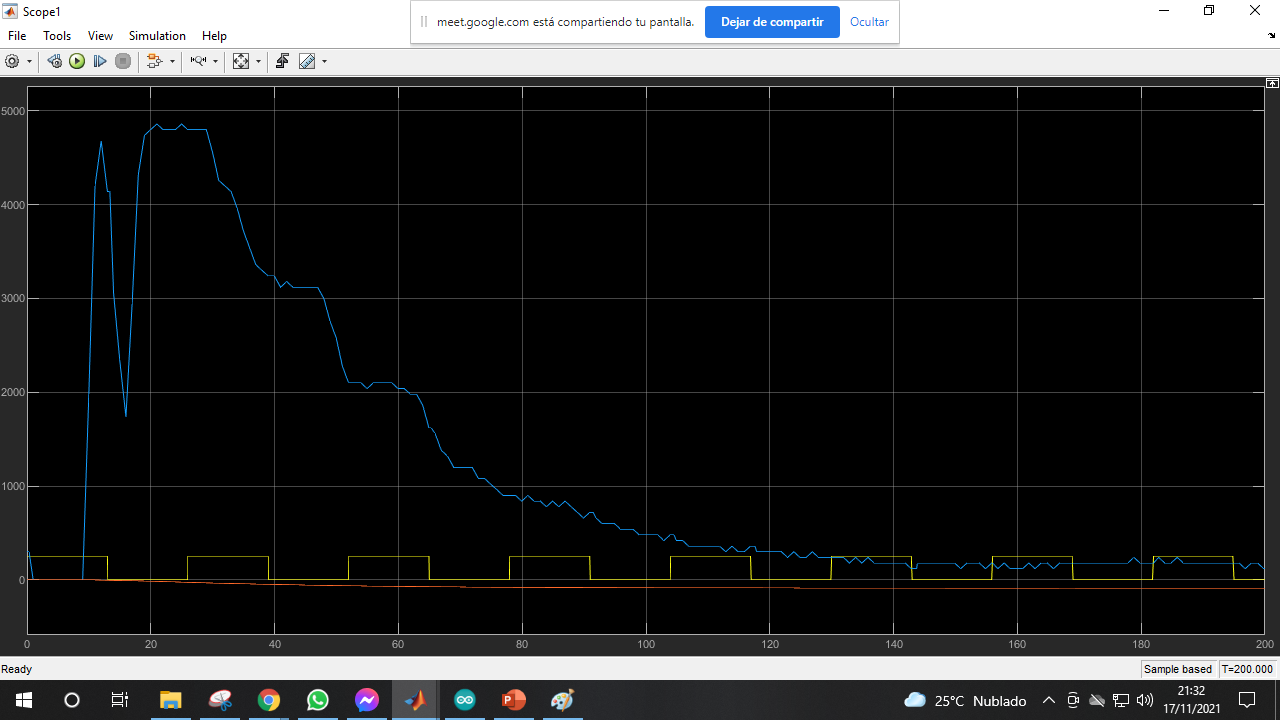 Scope1
meet.google.com está compartiendo tu pantalla.
Dejar de compartir
Ocultar
File Tools View Simulation Help
5000
4000
3000
2000
1000
0
0 20 40 60 80 100 120 140 160 180 200
Ready
Sample based T=200.000
25°C Nublado
21:32
17/11/2021